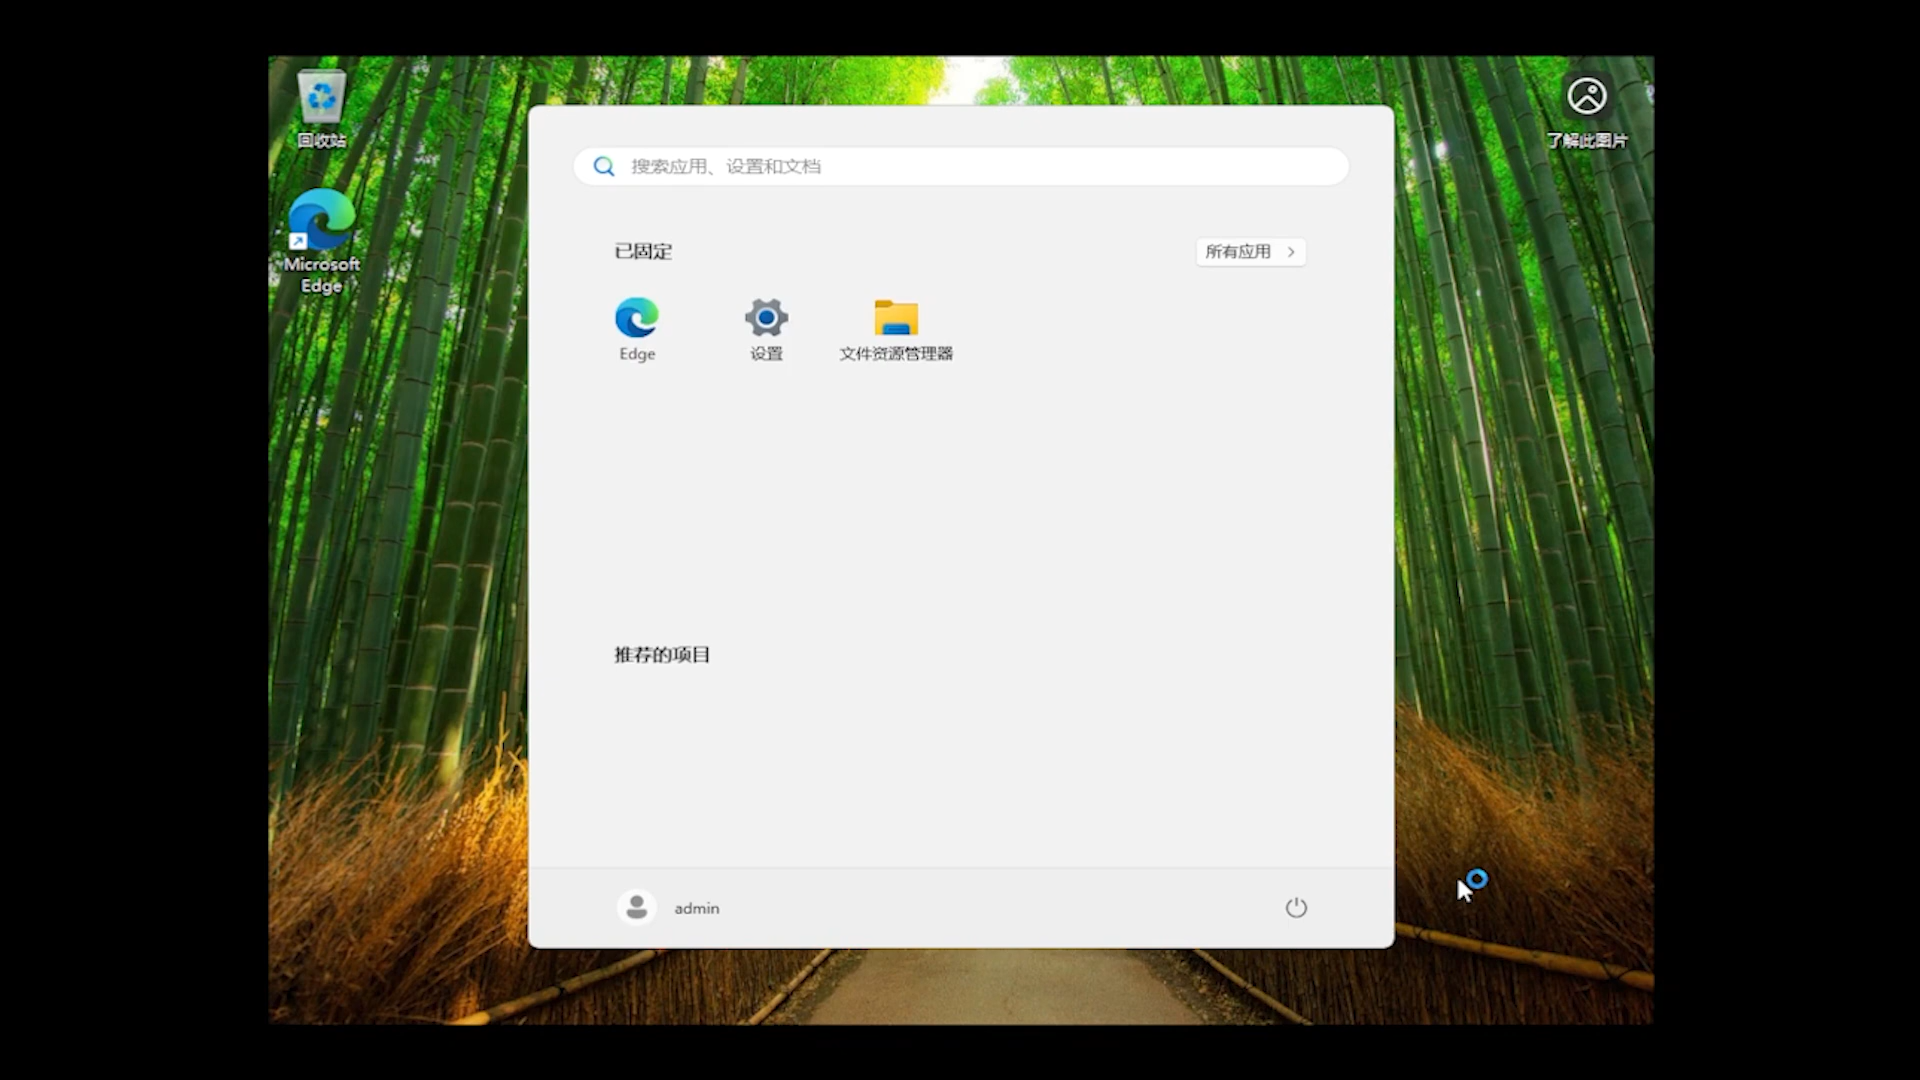 回收站
Microsoft
Edge
了解此图片
搜索应用、设置和文档
已固定
所有应用
Edge
设置
文件资源管理器
推荐的项目
admin